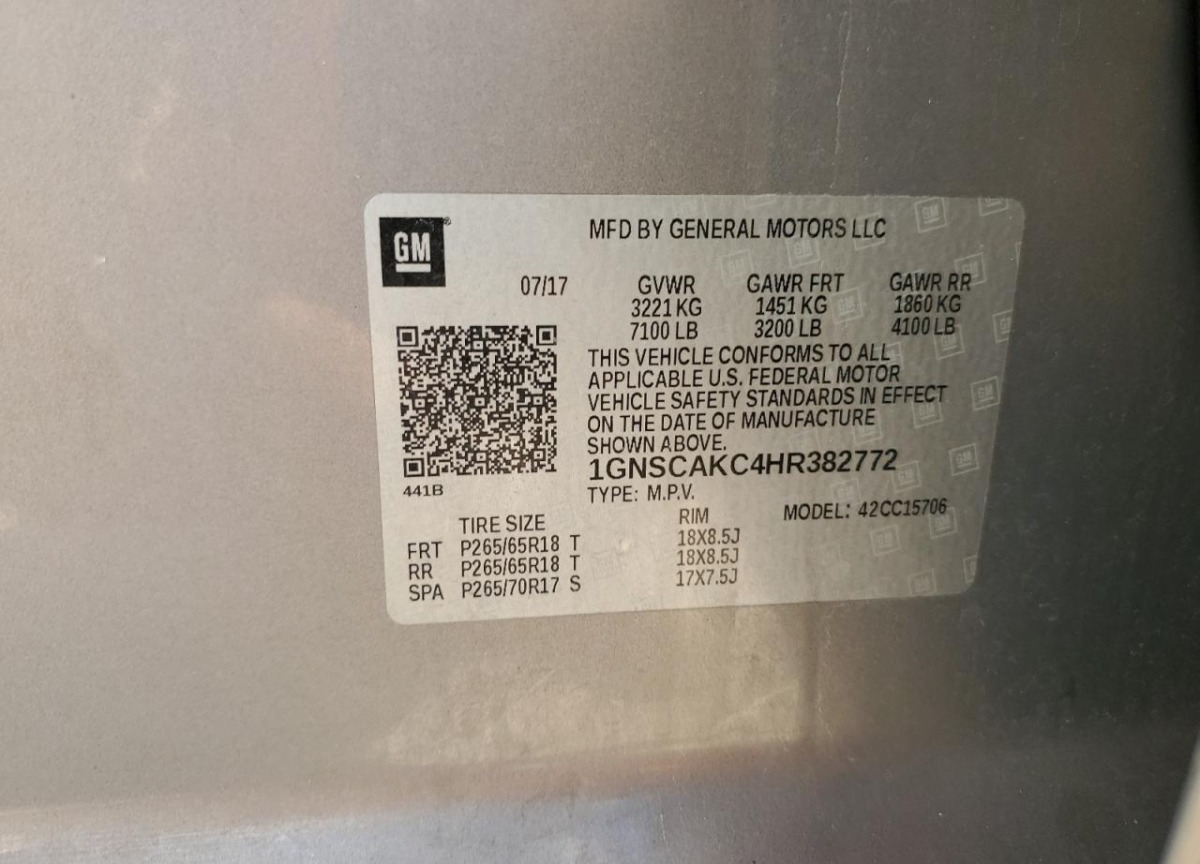 GM
MFD BY GENERAL MOTORS LLC
07/17 GVWR GAWR FRT GAWR RR
3221 KG 1451 KG 1860 KG
7100 LB 3200 LB 4100 LB
THIS VEHICLE CONFORMS TO ALL
APPLICABLE U.S. FEDERAL MOTOR
VEHICLE SAFETY STANDARDS IN EFFECT
ON THE DATE OF MANUFACTURE
SHOWN ABOVE.
1GNSCAKC4HR382772
441B
TYPE: M.P.V.
MODEL: 42CC15706
TIRE SIZE RIM
FRT P265/65R18 T 18X8.5J
RR P265/65R18 T 18X8.5J
SPA P265/70R17 S 17X7.5J